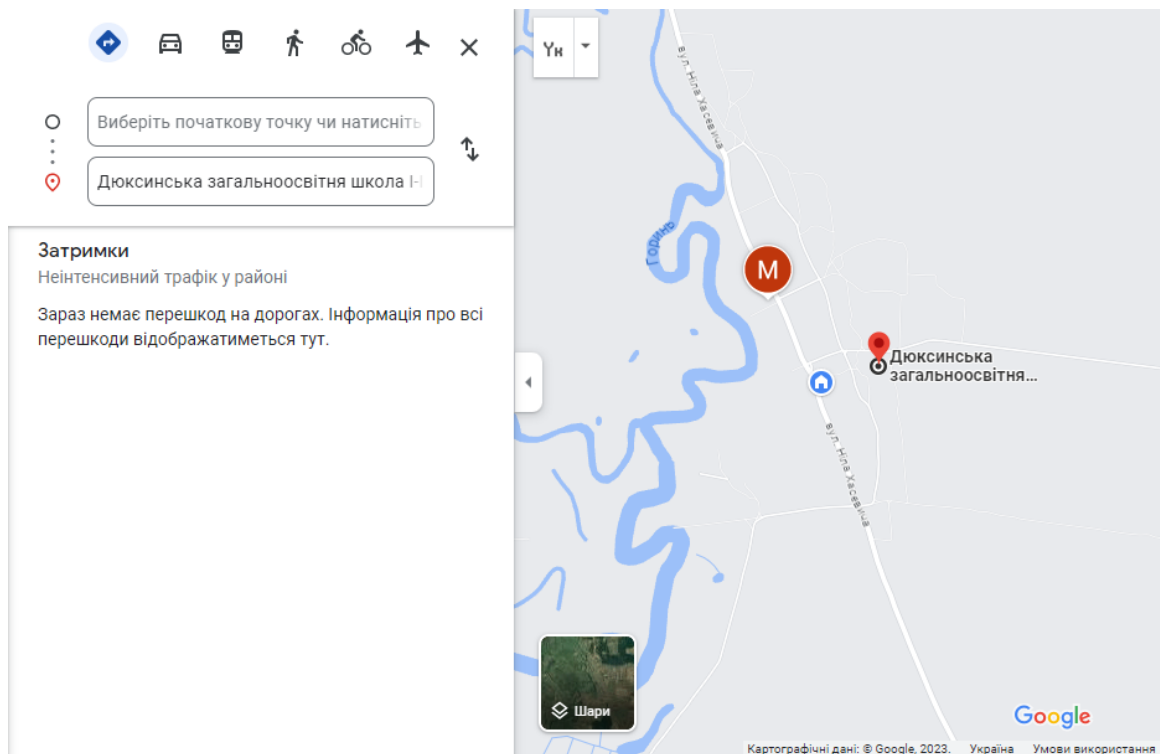 Виберіть початкову точку чи натисніть
Дюксинська загальноосвітня школа І-І
Затримки
Неінтенсивний трафік у районі
Зараз немає перешкод на дорогах. Інформація про всі
перешкоди відображатиметься тут.
Ук
вул. Ніла Хасевича
Горинь
М
Дюксинська
загальноосвітня...
вул. Ніла Хасевича
Шари
Google
Картографічні дані: © Google, 2023. Україна Умови використання